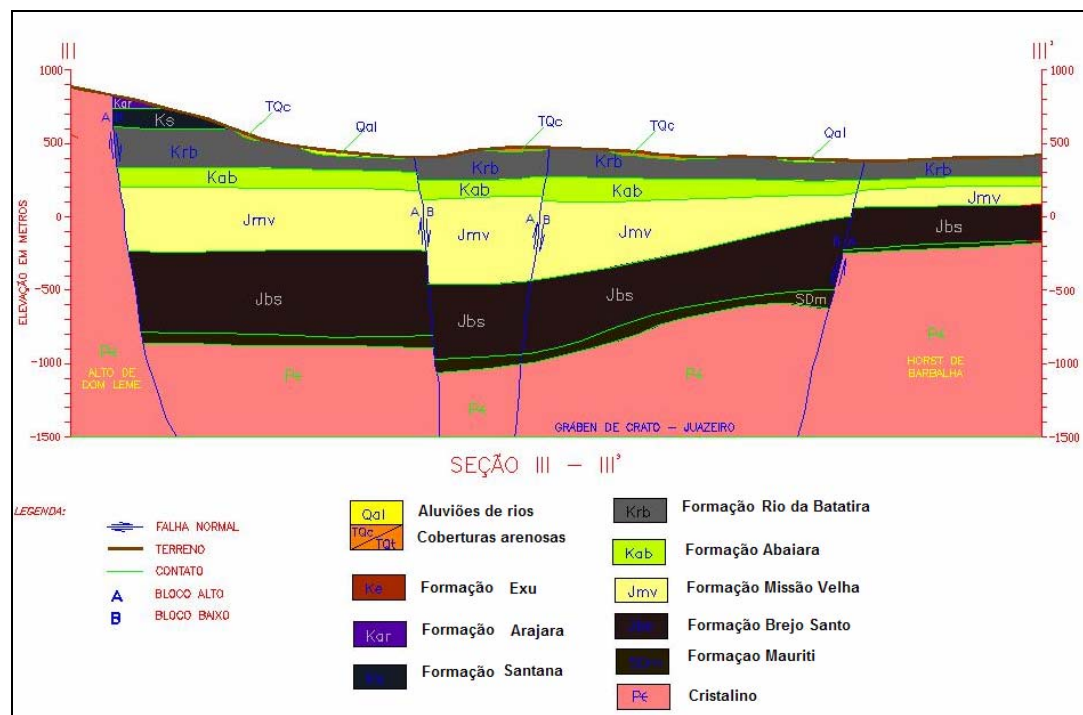 III
III'
1000
500
0
-500
-1000
-1500
ELEVAÇÃO EM METROS
1000
500
0
-500
-1000
-1500
Kar
A B
Ks
TQc
Qal
TQc
TQc
Qal
Krb
Krb
Krb
Krb
Kab
Kab
Kab
Jmv
A B
Jmv
A B
Jmv
Jmv
Jbs
Jbs
Jbs
Jbs
SDm
P€
ALTO DE
DOM LEME
P€
P€
P€
P€
HORST DE
BARBALHA
GRÁBEN DE CRATO – JUAZEIRO
SEÇÃO III – III'
LEGENDA:
FALHA NORMAL
TERRENO
CONTATO
A BLOCO ALTO
B BLOCO BAIXO
Qal Aluviões de rios
TQc TQt Coberturas arenosas
Ke Formação Exu
Kar Formação Arajara
Ks Formação Santana
Krb Formação Rio da Batatira
Kab Formação Abaiara
Jmv Formação Missão Velha
Jbs Formação Brejo Santo
SDm Formaçao Mauriti
P€ Cristalino